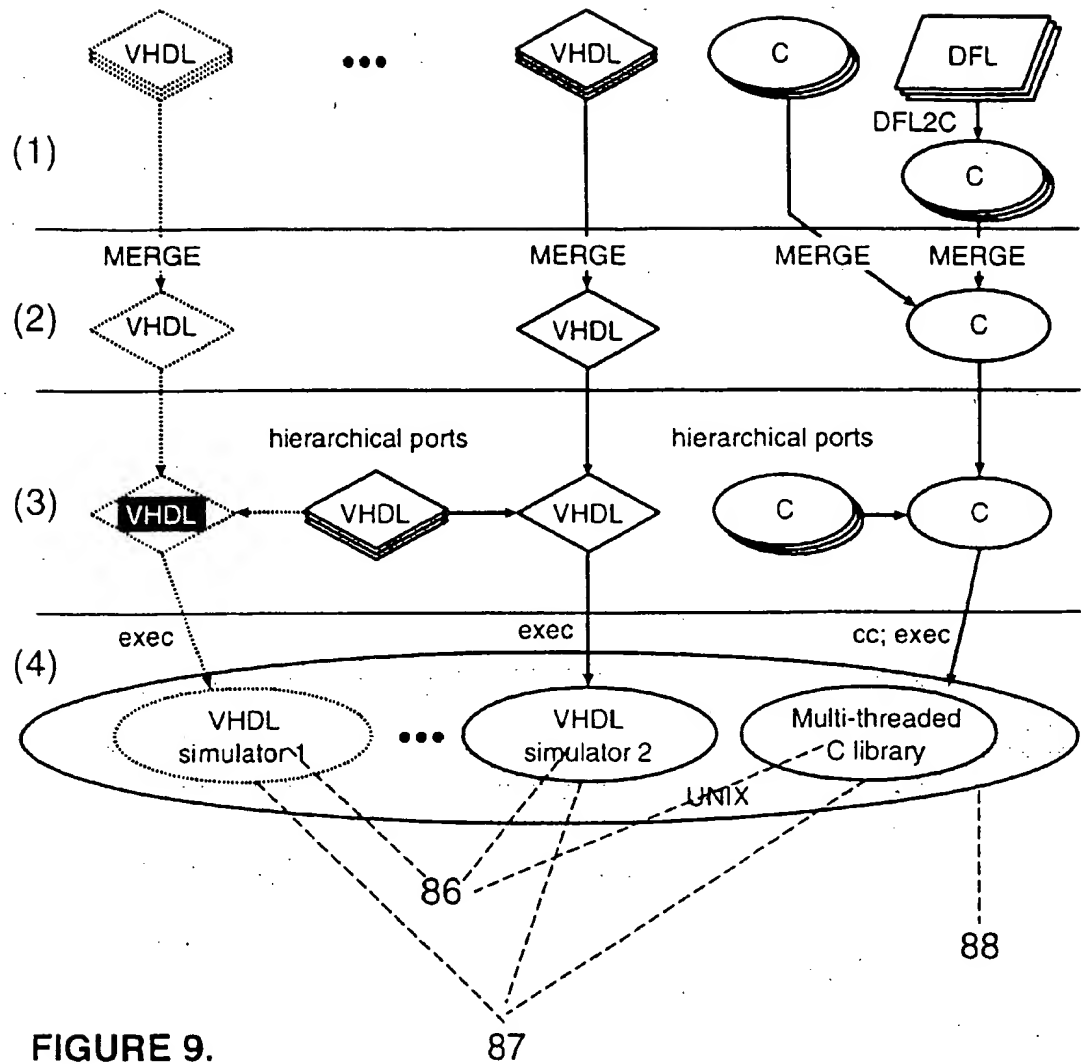 VHDL
•••
VHDL
C
DFL
DFL2C
(1)
C
MERGE
MERGE
MERGE
MERGE
(2)
VHDL
VHDL
C
hierarchical ports
hierarchical ports
(3)
VHDL
VHDL
VHDL
C
C
exec
exec
cc; exec
(4)
VHDL
simulator 1
•••
VHDL
simulator 2
Multi-threaded
C library
UNIX
86
88
87
FIGURE 9.